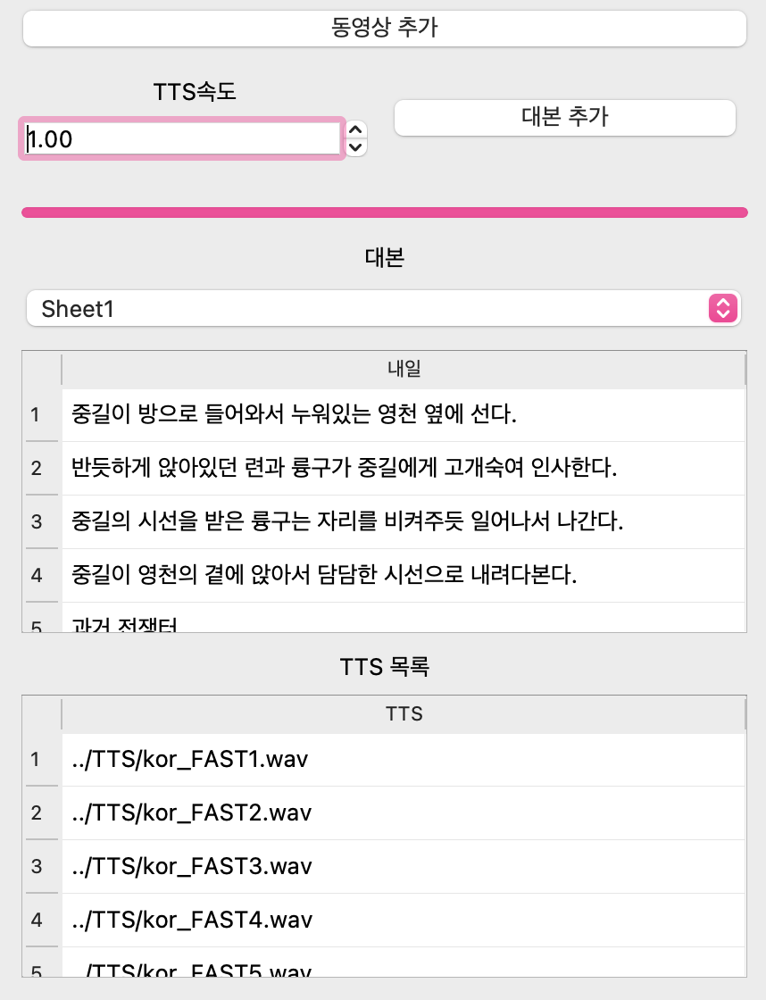 동영상 추가
TTS속도
대본 추가
1.00
대본
Sheet1
내일
1 중길이 방으로 들어와서 누워있는 영천 옆에 선다.
2 반듯하게 앉아있던 련과 륭구가 중길에게 고개숙여 인사한다.
3 중길의 시선을 받은 륭구는 자리를 비켜주듯 일어나서 나간다.
4 중길이 영천의 곁에 앉아서 담담한 시선으로 내려다본다.
5 과거 전쟁터
TTS 목록
TTS
1 ../TTS/kor_FAST1.wav
2 ../TTS/kor_FAST2.wav
3 ../TTS/kor_FAST3.wav
4 ../TTS/kor_FAST4.wav
5 ../TTS/kor_FAST5.wav